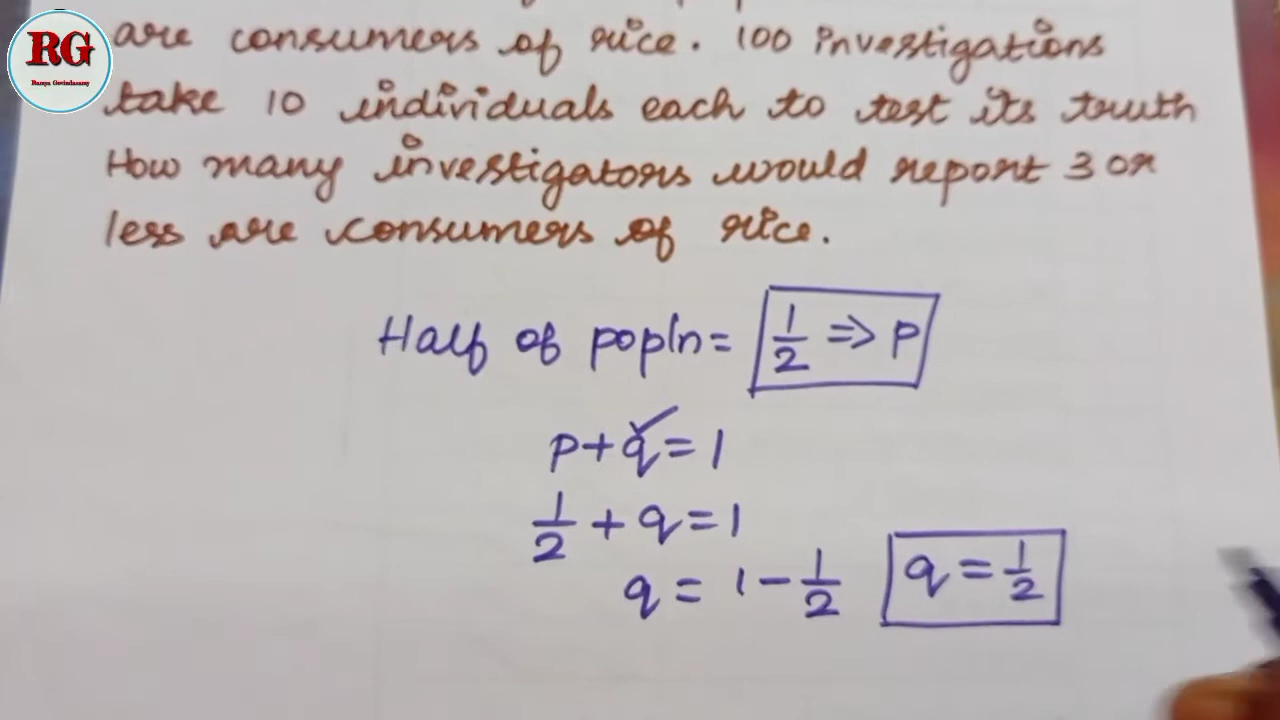 RG
Ramya Govindasamy
are consumers of rice. 100 investigations
take 10 individuals each to test its truth
How many investigators would report 3 or
less are consumers of rice.
Half of popln = 1/2 => p
p + q = 1
1/2 + q = 1
q = 1 - 1/2 q = 1/2